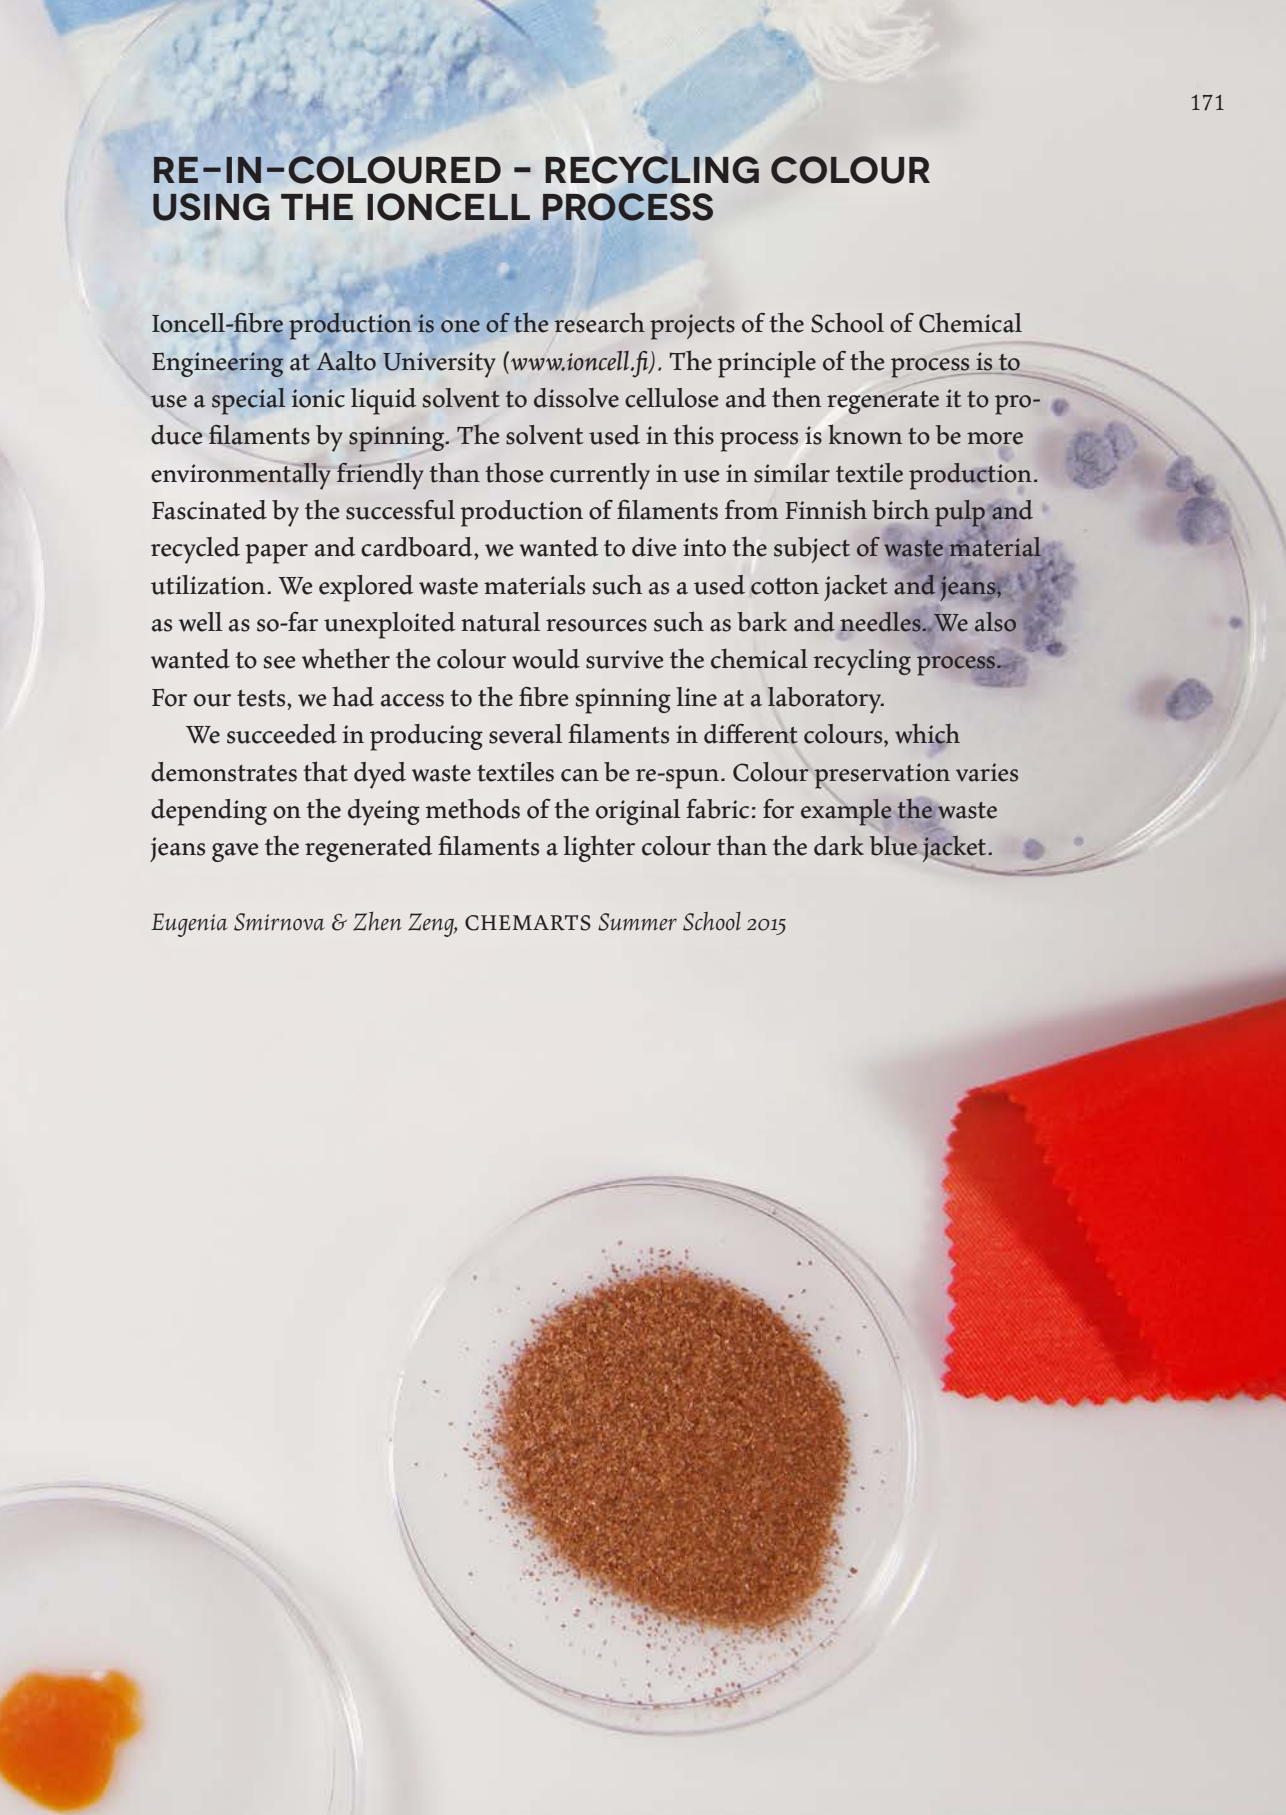 171
RE-IN-COLOURED - RECYCLING COLOUR
USING THE IONCELL PROCESS
Ioncell-fibre production is one of the research projects of the School of Chemical
Engineering at Aalto University (www.ioncell.fi). The principle of the process is to
use a special ionic liquid solvent to dissolve cellulose and then regenerate it to pro-
duce filaments by spinning. The solvent used in this process is known to be more
environmentally friendly than those currently in use in similar textile production.
Fascinated by the successful production of filaments from Finnish birch pulp and
recycled paper and cardboard, we wanted to dive into the subject of waste material
utilization. We explored waste materials such as a used cotton jacket and jeans,
as well as so-far unexploited natural resources such as bark and needles. We also
wanted to see whether the colour would survive the chemical recycling process.
For our tests, we had access to the fibre spinning line at a laboratory.
We succeeded in producing several filaments in different colours, which
demonstrates that dyed waste textiles can be re-spun. Colour preservation varies
depending on the dyeing methods of the original fabric: for example the waste
jeans gave the regenerated filaments a lighter colour than the dark blue jacket.
Eugenia Smirnova & Zhen Zeng, CHEMARTS Summer School 2015